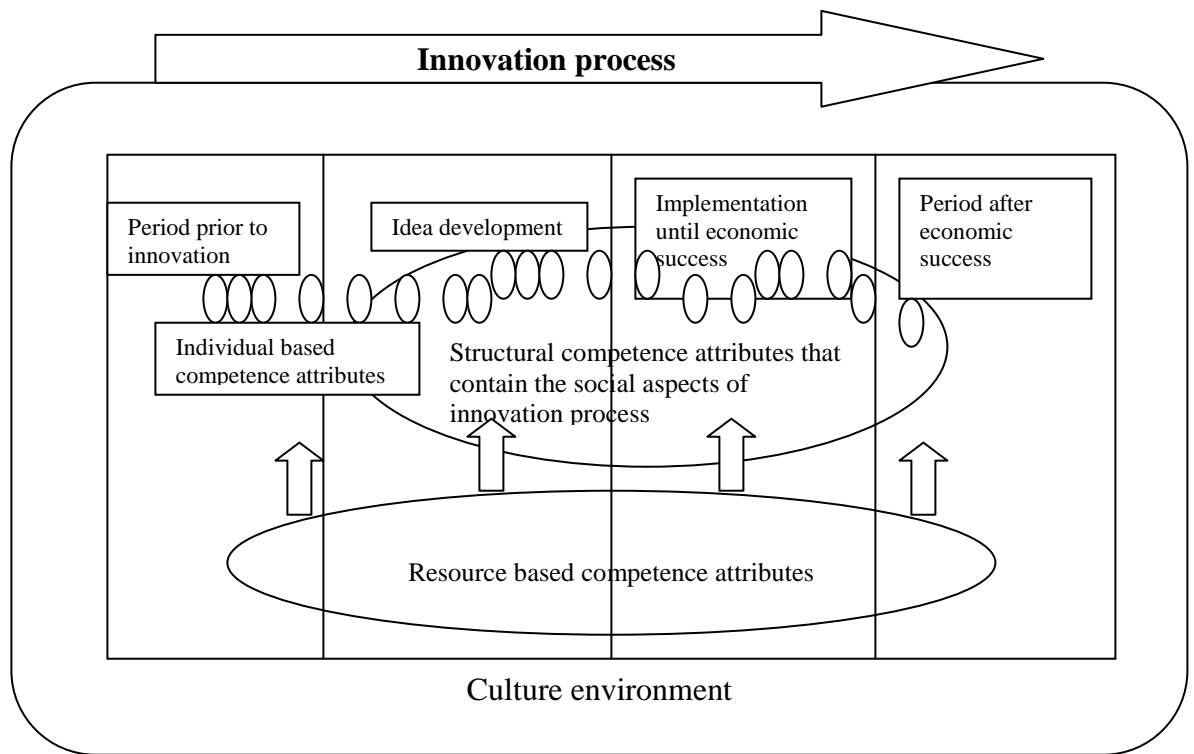 Innovation process
Period prior to
innovation
Idea development
Implementation
until economic
success
Period after
economic
success
Individual based
competence attributes
Structural competence attributes that
contain the social aspects of
innovation process
Resource based competence attributes
Culture environment